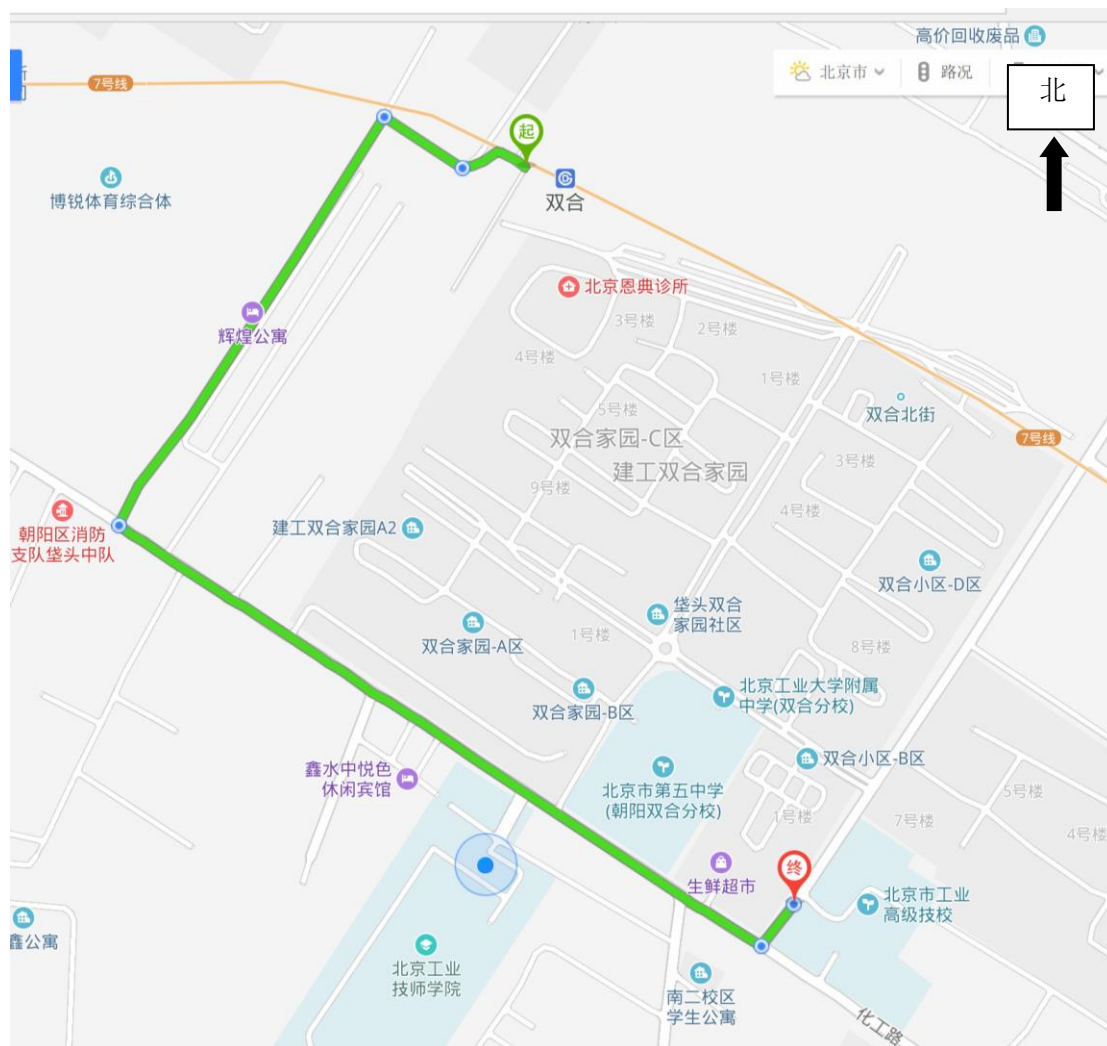 高价回收废品
北京市
路况
北
7号线
起
双合
博锐体育综合体
北京恩典诊所
3号楼
2号楼
辉煌公寓
4号楼
1号楼
双合北街
5号楼
双合家园-C区
7号线
建工双合家园
3号楼
9号楼
4号楼
朝阳区消防
支队垡头中队
建工双合家园A2
双合小区-D区
垡头双合
家园社区
1号楼
双合家园-A区
8号楼
北京工业大学附属
中学(双合分校)
双合家园-B区
双合小区-B区
鑫水中悦色
休闲宾馆
北京市第五中学
(朝阳双合分校)
5号楼
1号楼
7号楼
4号楼
终
生鲜超市
北京市工业
高级技校
鑫公寓
北京工业
技师学院
南二校区
学生公寓
化工路